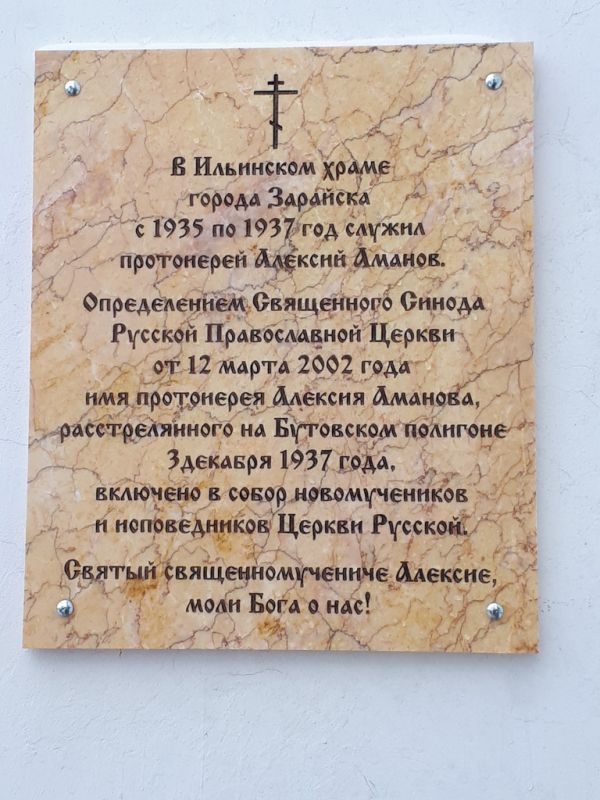 В Ильинском храме
города Зарайска
с 1935 по 1937 год служил
протоиерей Алексий Аманов.
Определением Священного Синода
Русской Православной Церкви
от 12 марта 2002 года
имя протоиерея Алексия Аманова,
расстрелянного на Бутовском полигоне
3декабря 1937 года,
включено в собор новомучеников
и исповедников Церкви Русской.
Святый священномучениче Алексие,
моли Бога о нас!